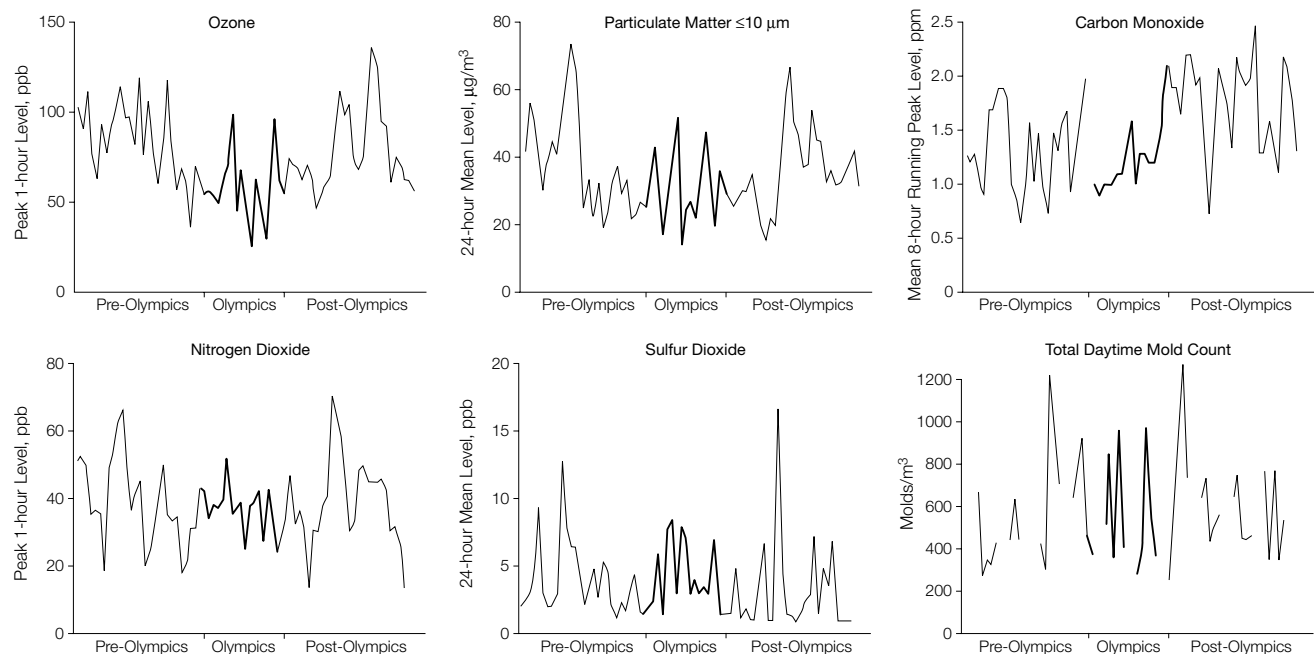 Ozone
Peak 1-hour Level, ppb
150
100
50
0
Pre-Olympics Olympics Post-Olympics
Particulate Matter ≤10 µm
24-hour Mean Level, µg/m³
80
60
40
20
0
Pre-Olympics Olympics Post-Olympics
Carbon Monoxide
Mean 8-hour Running Peak Level, ppm
2.5
2.0
1.5
1.0
0.5
0
Pre-Olympics Olympics Post-Olympics
Nitrogen Dioxide
Peak 1-hour Level, ppb
80
60
40
20
0
Pre-Olympics Olympics Post-Olympics
Sulfur Dioxide
24-hour Mean Level, ppb
20
15
10
5
0
Pre-Olympics Olympics Post-Olympics
Total Daytime Mold Count
Molds/m³
1200
1000
800
600
400
200
0
Pre-Olympics Olympics Post-Olympics